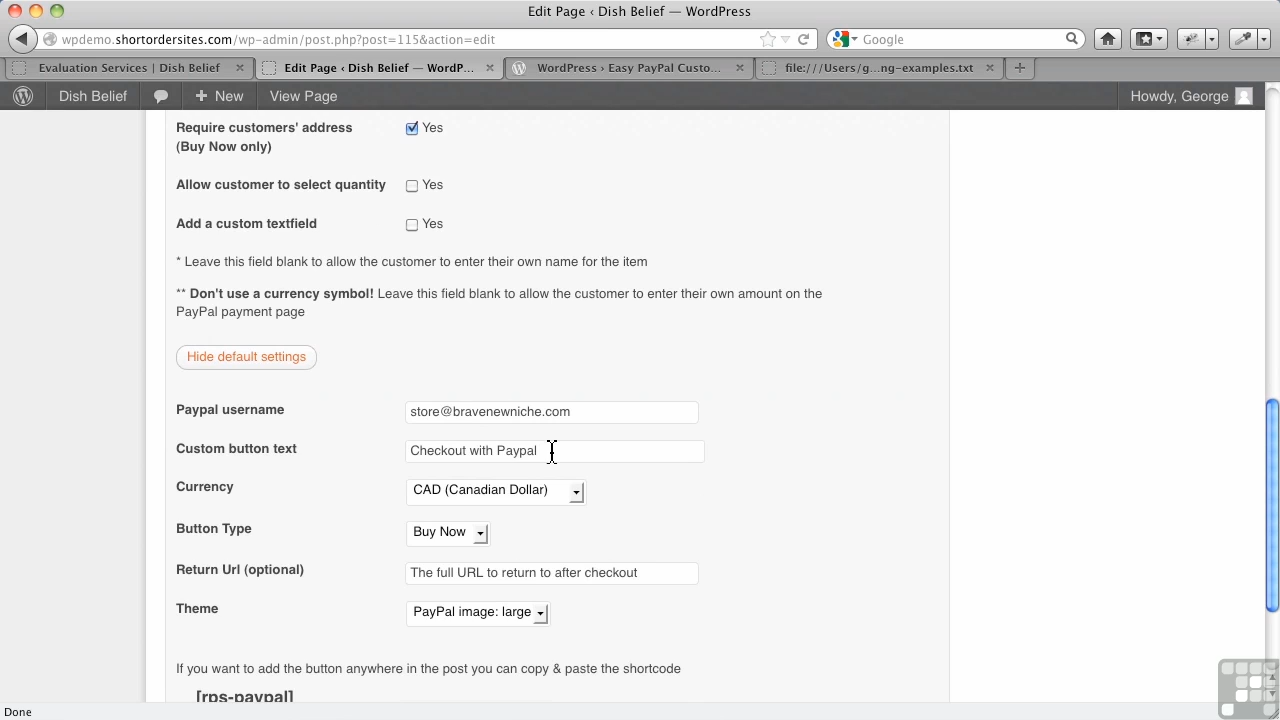 Edit Page ‹ Dish Belief — WordPress
wpdemo.shortordersites.com/wp-admin/post.php?post=115&action=edit
Google
Evaluation Services | Dish Belief
Edit Page ‹ Dish Belief — WordP...
WordPress › Easy PayPal Custo...
file:///Users/g...ng-examples.txt
Dish Belief
New
View Page
Howdy, George
Require customers' address
(Buy Now only)
Yes
Allow customer to select quantity
Yes
Add a custom textfield
Yes
* Leave this field blank to allow the customer to enter their own name for the item
** Don't use a currency symbol! Leave this field blank to allow the customer to enter their own amount on the
PayPal payment page
Hide default settings
Paypal username
store@bravenewniche.com
Custom button text
Checkout with Paypal
Currency
CAD (Canadian Dollar)
Button Type
Buy Now
Return Url (optional)
The full URL to return to after checkout
Theme
PayPal image: large
If you want to add the button anywhere in the post you can copy & paste the shortcode
[rps-paypal]
Done